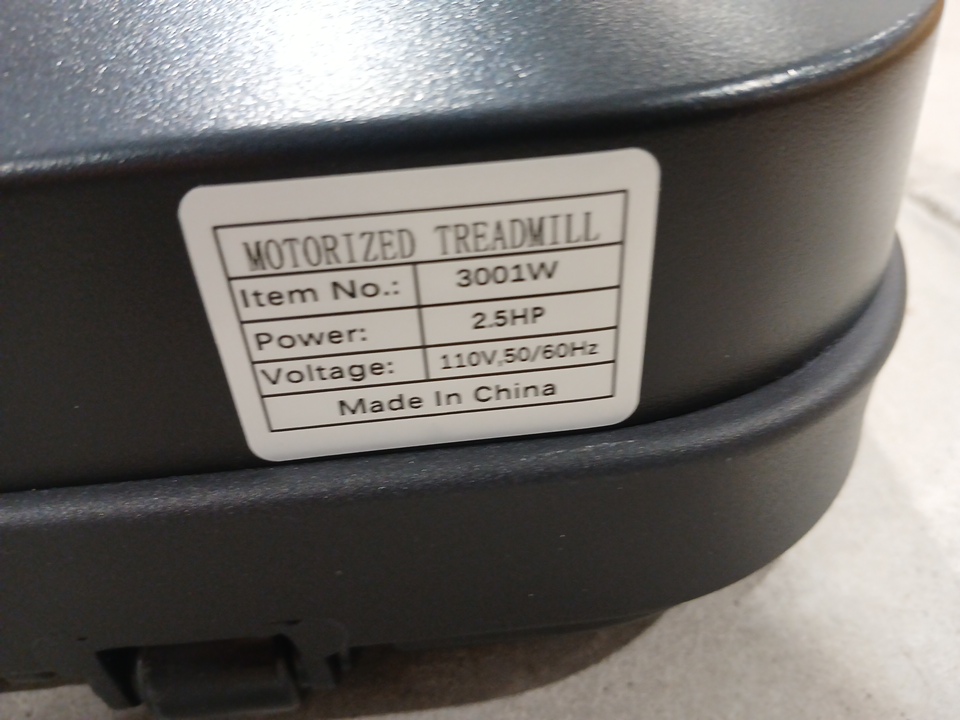 MOTORIZED TREADMILL
Item No.: 3001W
Power: 2.5HP
Voltage: 110V,50/60Hz
Made In China